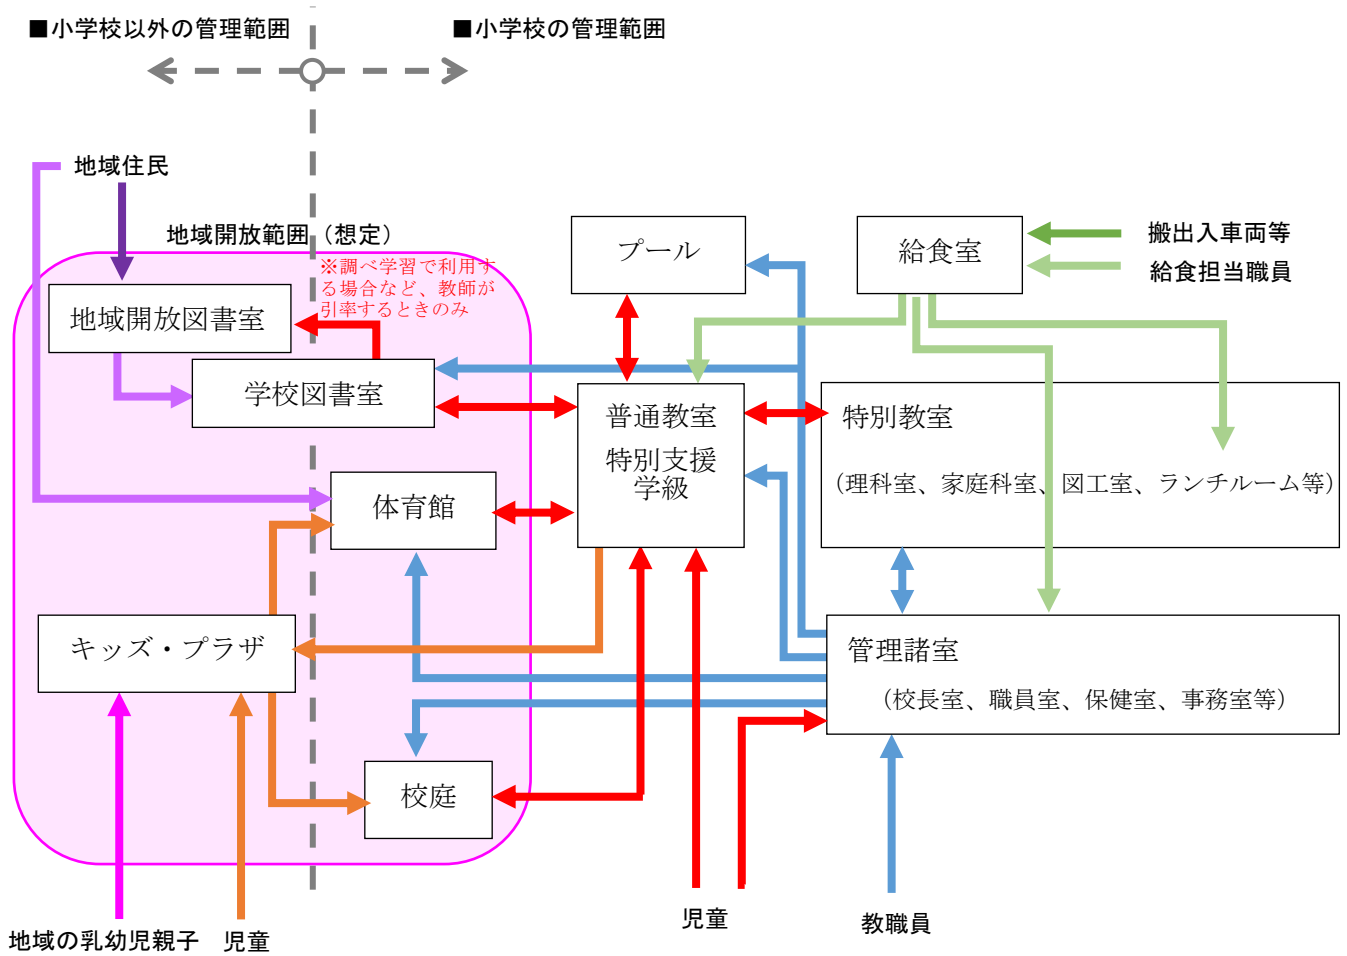 ■小学校以外の管理範囲
■小学校の管理範囲
地域住民
地域開放範囲（想定）
※調べ学習で利用す
る場合など、教師が
引率するときのみ
地域開放図書室
学校図書室
プール
給食室
搬出入車両等
給食担当職員
普通教室
特別支援
学級
特別教室
（理科室、家庭科室、図工室、ランチルーム等）
体育館
キッズ・プラザ
管理諸室
（校長室、職員室、保健室、事務室等）
校庭
児童
教職員
地域の乳幼児親子
児童